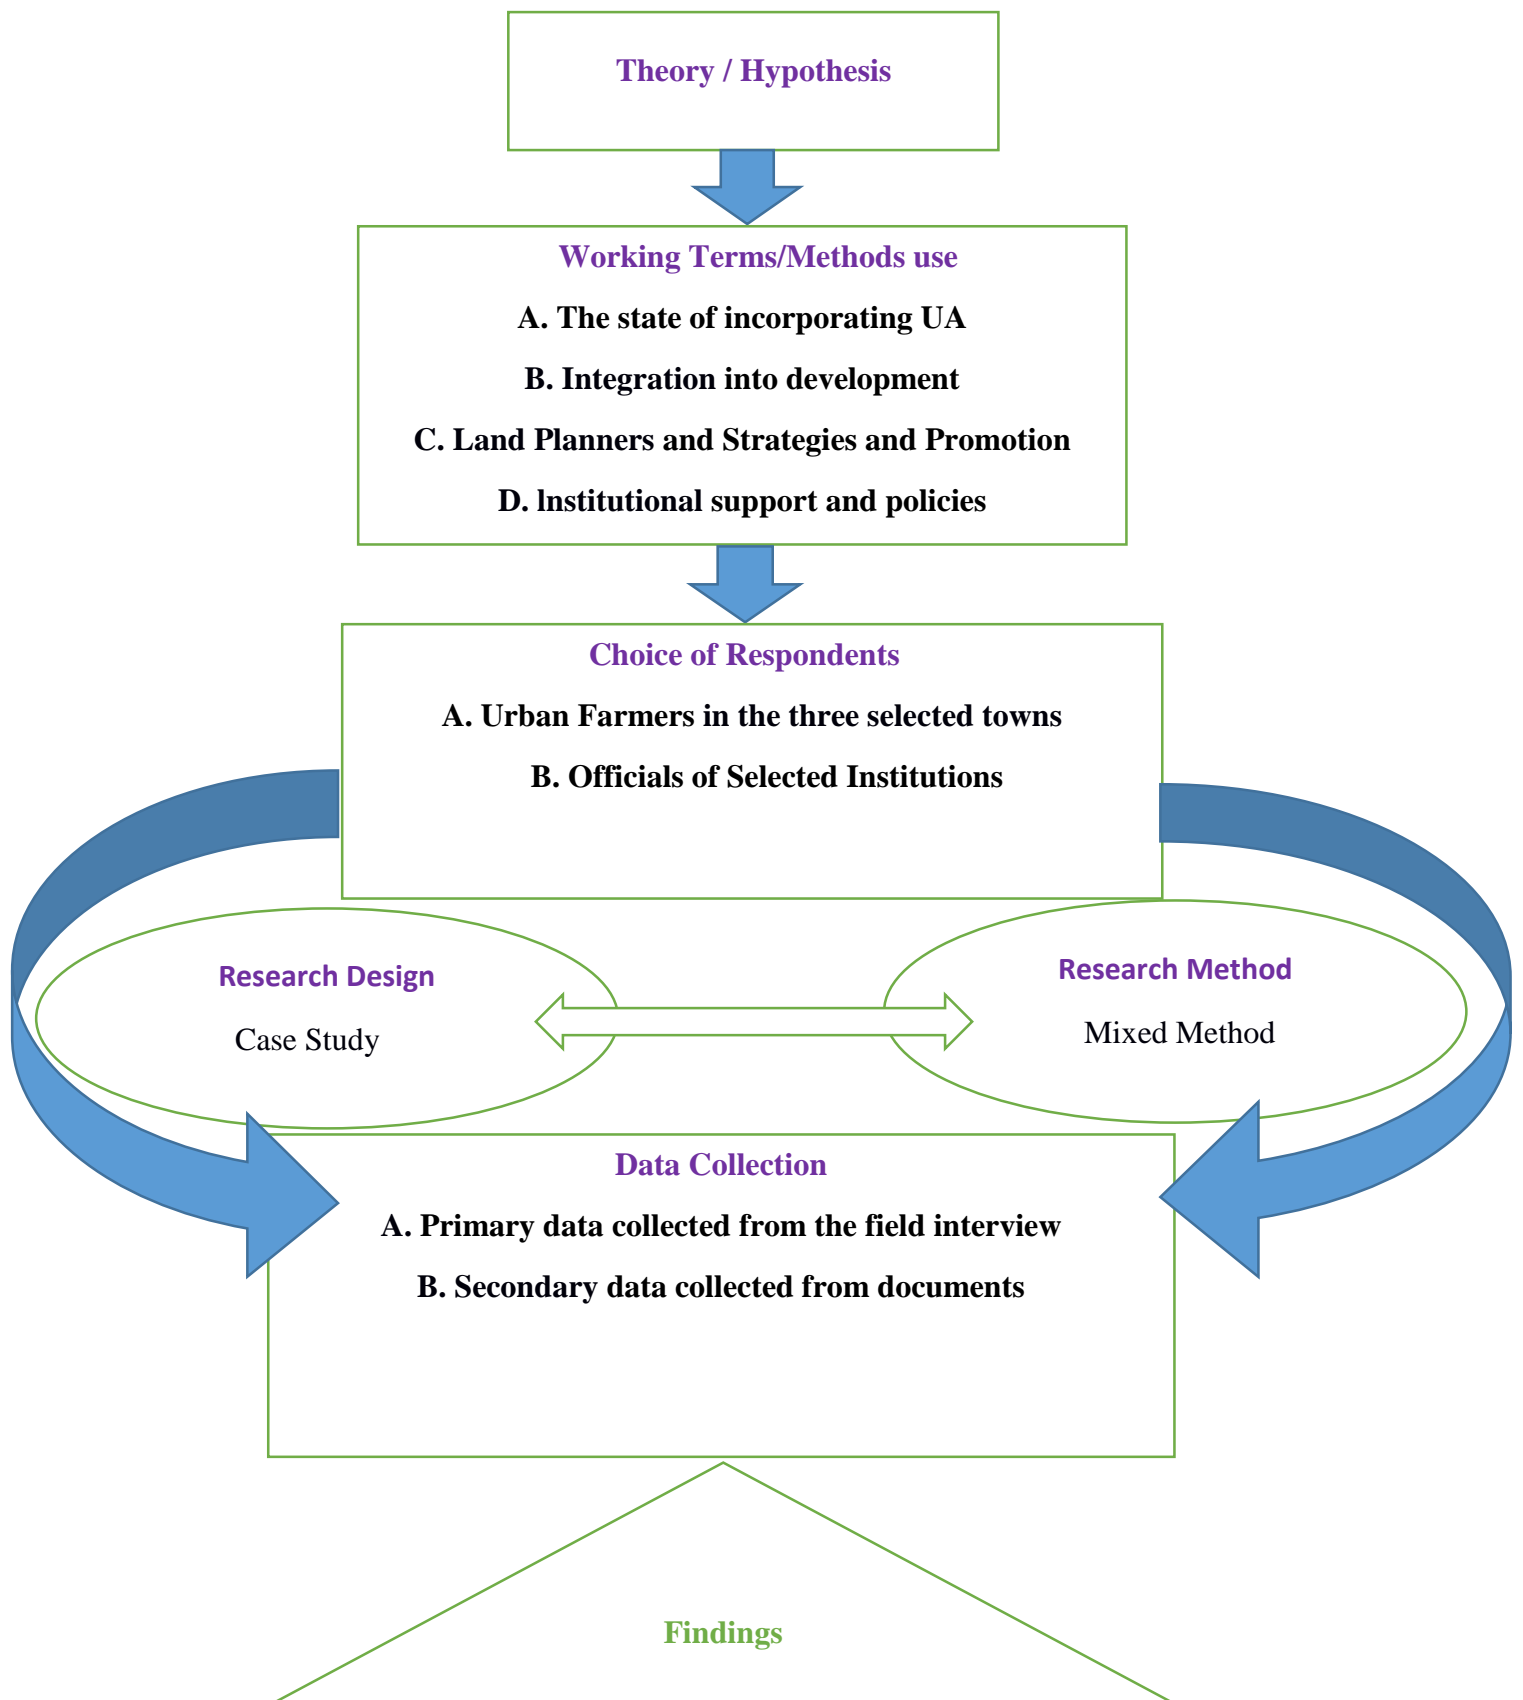 Theory / Hypothesis
Working Terms/Methods use
A. The state of incorporating UA
B. Integration into development
C. Land Planners and Strategies and Promotion
D. lnstitutional support and policies
Choice of Respondents
A. Urban Farmers in the three selected towns
B. Officials of Selected Institutions
Research Design
Case Study
Research Method
Mixed Method
Data Collection
A. Primary data collected from the field interview
B. Secondary data collected from documents
Findings